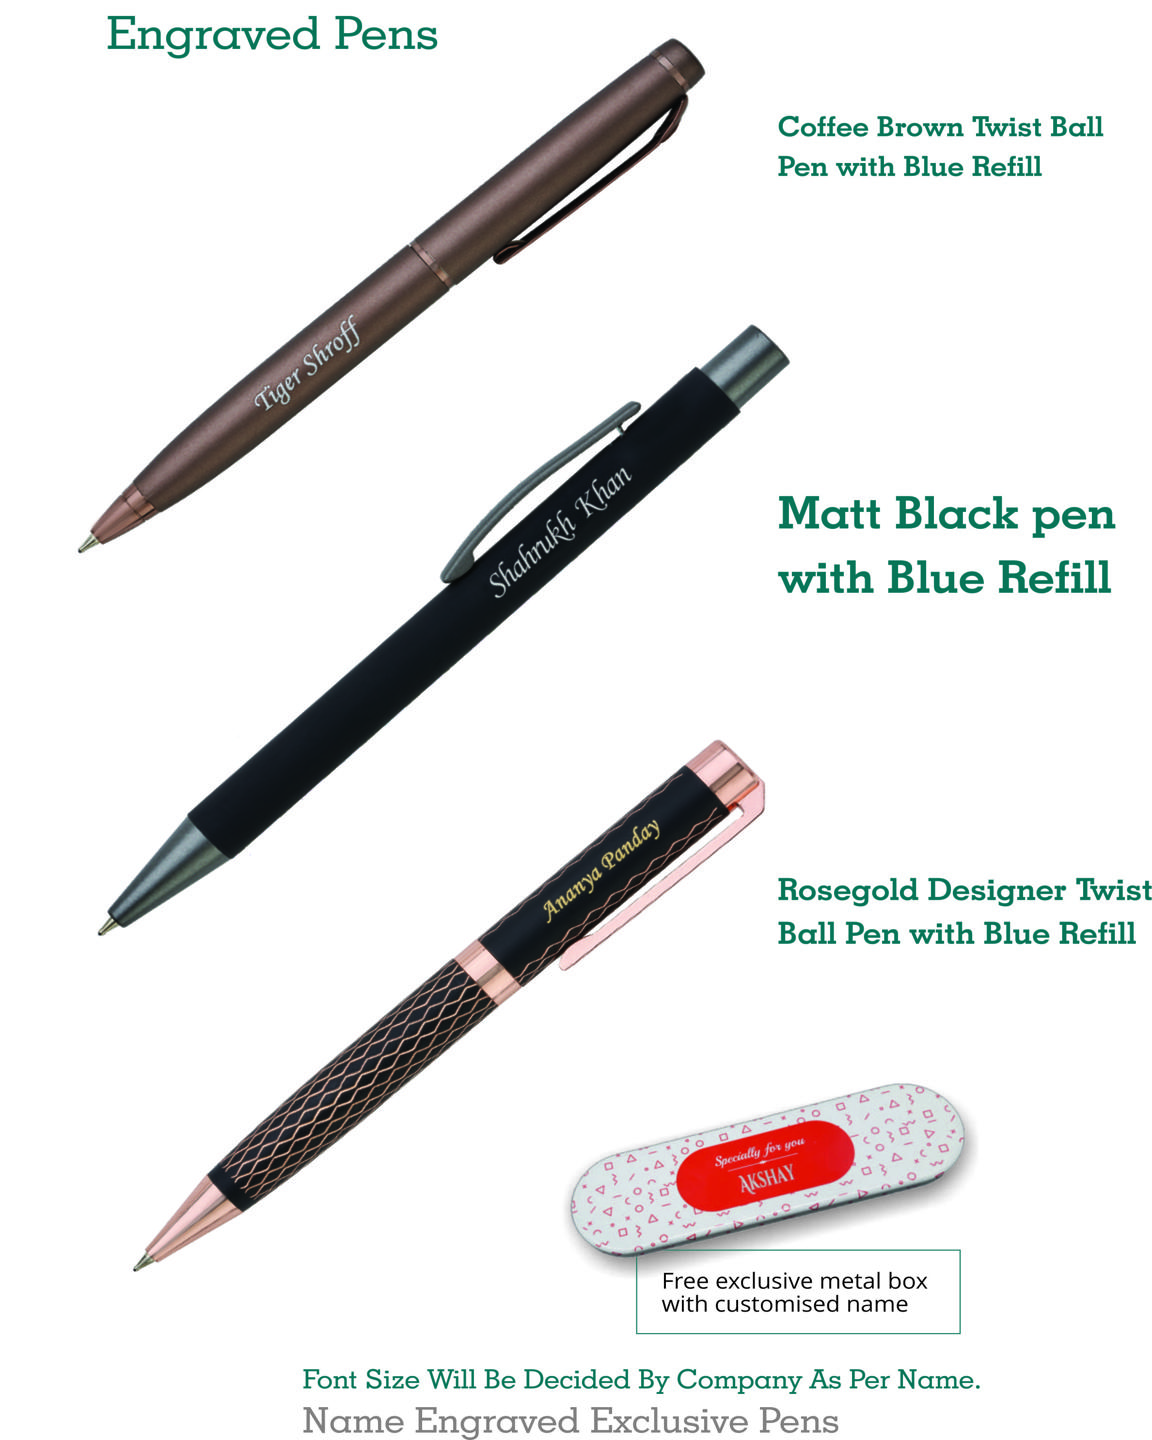 Engraved Pens
Coffee Brown Twist Ball
Pen with Blue Refill
Tiger Shroff
Shahrukh Khan
Matt Black pen
with Blue Refill
Ananya Panday
Rosegold Designer Twist
Ball Pen with Blue Refill
Specially for you
AKSHAY
Free exclusive metal box
with customised name
Font Size Will Be Decided By Company As Per Name.
Name Engraved Exclusive Pens